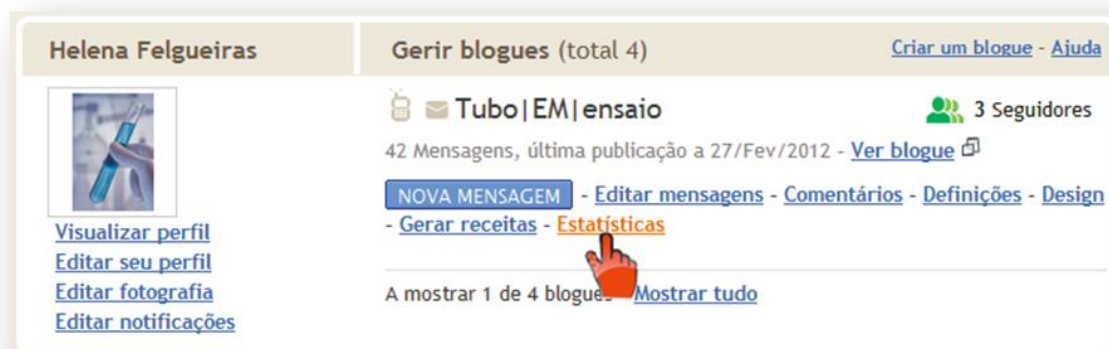 Helena Felgueiras
Gerir blogues (total 4)
Criar um blogue - Ajuda
Tubo|EM|ensaio
3 Seguidores
42 Mensagens, última publicação a 27/Fev/2012 - Ver blogue
NOVA MENSAGEM - Editar mensagens - Comentários - Definições - Design
- Gerar receitas - Estatísticas
A mostrar 1 de 4 blogues Mostrar tudo
Visualizar perfil
Editar seu perfil
Editar fotografia
Editar notificações